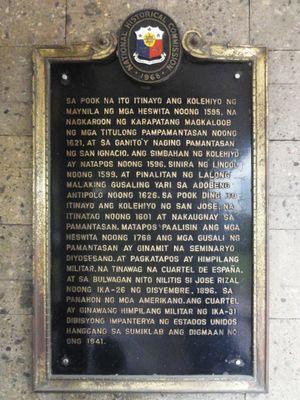 NATIONAL HISTORICAL COMMISSION
1968
SA POOK NA ITO ITINAYO ANG KOLEHIYO NG
MAYNILA NG MGA HESWITA NOONG 1595, NA
NAGKAROON NG KARAPATANG MAGKALOOB
NG MGA TITULONG PAMPAMANTASAN NOONG
1621, AT SA GANITO'Y NAGING PAMANTASAN
NG SAN IGNACIO. ANG SIMBAHAN NG KOLEHIYO
AY NATAPOS NOONG 1596, SINIRA NG LINDOL
NOONG 1599, AT PINALITAN NG LALONG
MALAKING GUSALING YARI SA ADOBENG
ANTIPOLO NOONG 1626. SA POOK DING ITO
ITINAYO ANG KOLEHIYO NG SAN JOSE, NA
ITINATAG NOONG 1601 AT NAKAUGNAY SA
PAMANTASAN. MATAPOS PAALISIN ANG MGA
HESWITA NOONG 1768 ANG MGA GUSALI NG
PAMANTASAN AY GINAMIT NA SEMINARYO
DIYOSESANO, AT PAGKATAPOS AY HIMPILANG
MILITAR, NA TINAWAG NA CUARTEL DE ESPAÑA.
AT SA BULWAGAN NITO NILITIS SI JOSE RIZAL
NOONG IKA-26 NG DISYEMBRE, 1896. SA
PANAHON NG MGA AMERIKANO, ANG CUARTEL
AY GINAWANG HIMPILANG MILITAR NG IKA-31
DIBISYONG IMPANTERYA NG ESTADOS UNIDOS
HANGGANG SA SUMIKLAB ANG DIGMAAN NO-
ONG 1941.